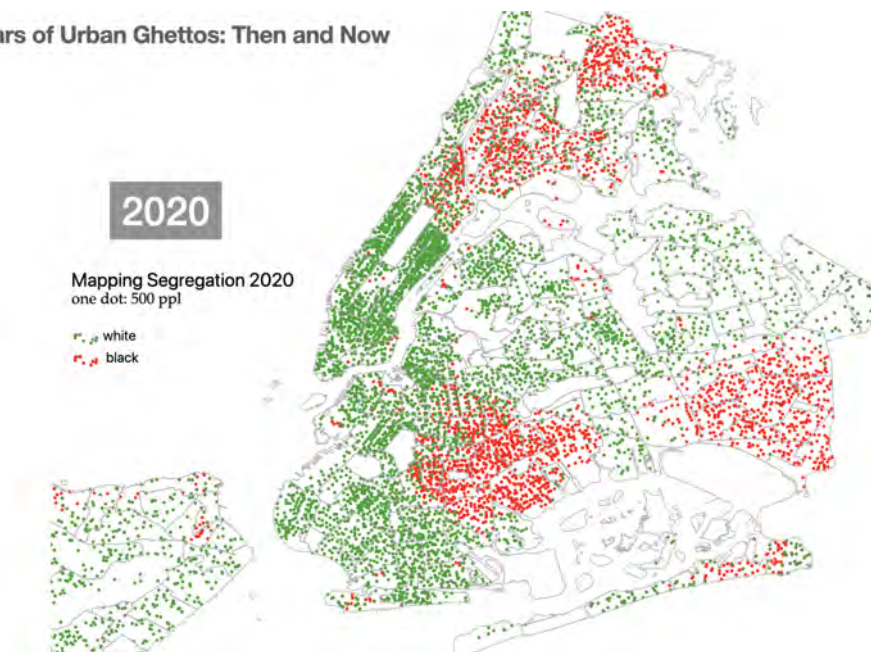 ars of Urban Ghettos: Then and Now
2020
Mapping Segregation 2020
one dot: 500 ppl
white
black